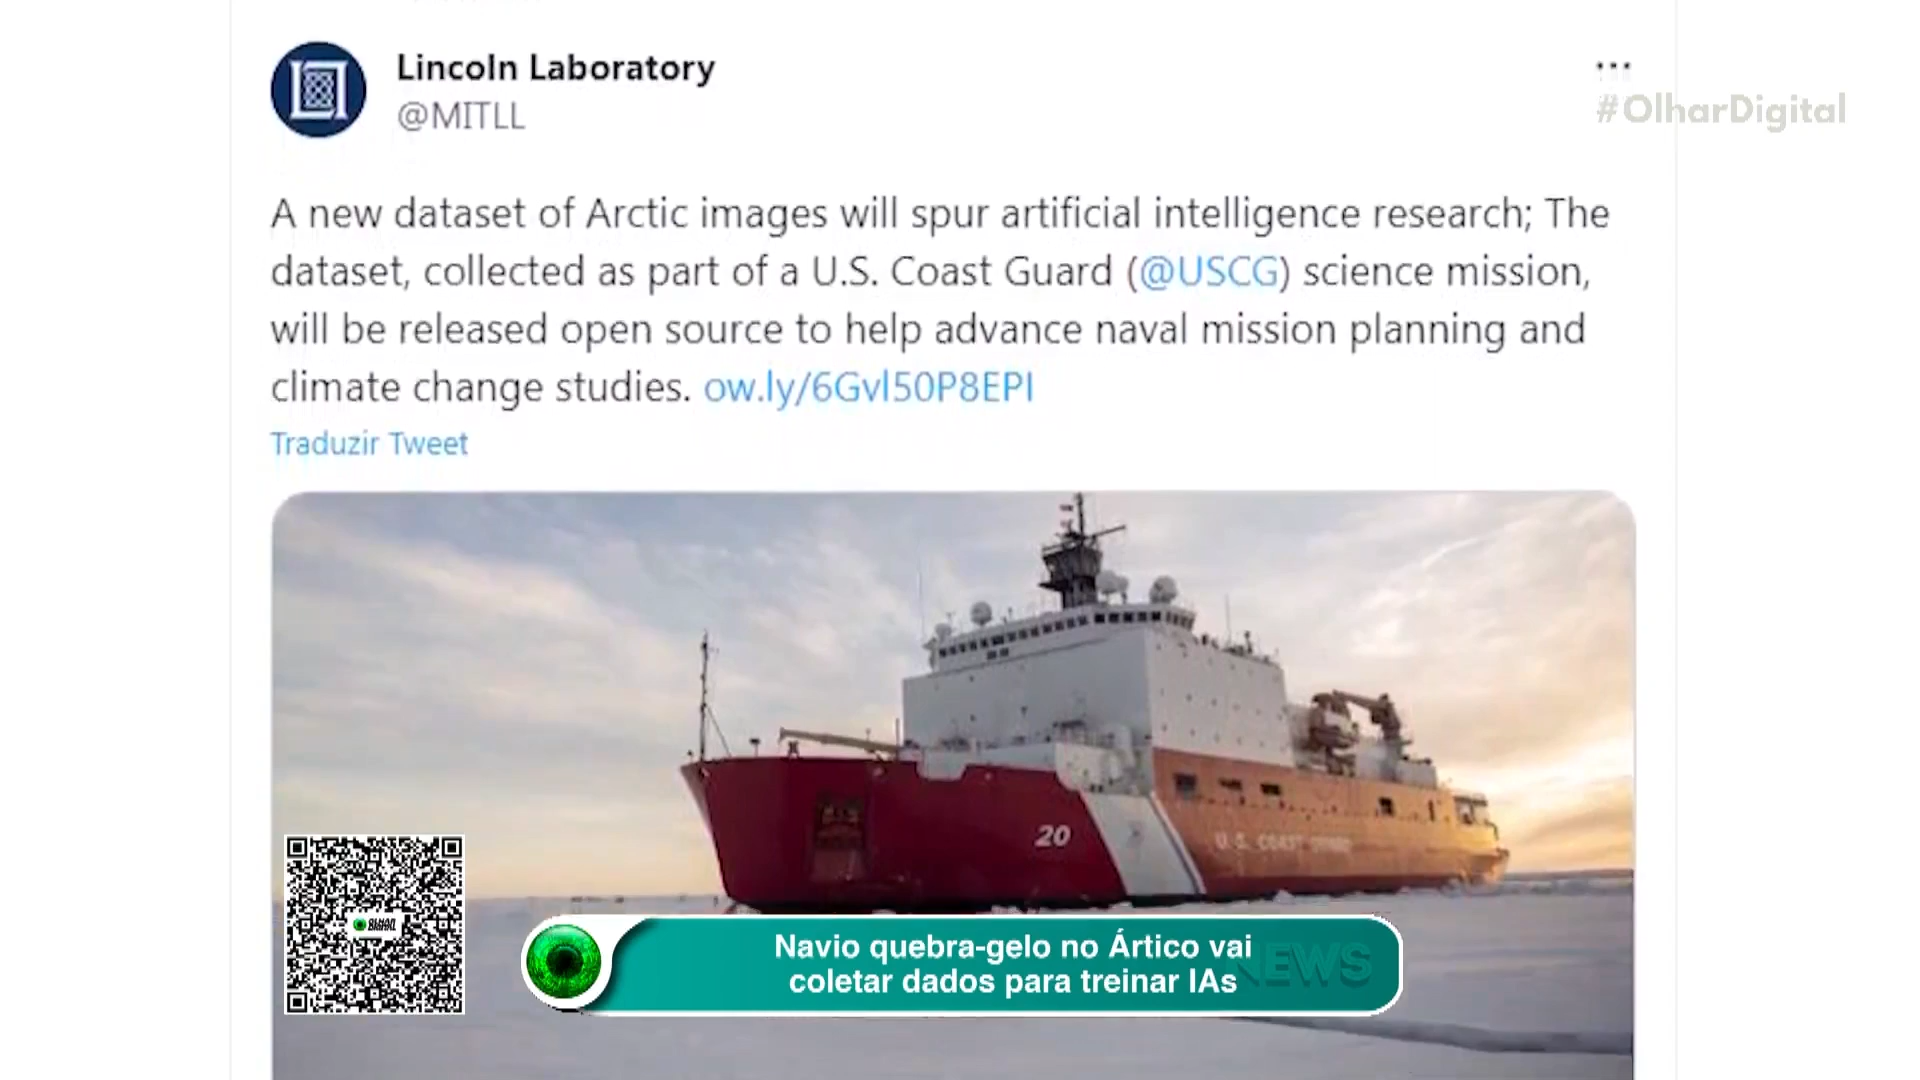 Lincoln Laboratory
@MITLL
...
#OlharDigital
A new dataset of Arctic images will spur artificial intelligence research; The
dataset, collected as part of a U.S. Coast Guard (@USCG) science mission,
will be released open source to help advance naval mission planning and
climate change studies. ow.ly/6Gvl50P8EPI
Traduzir Tweet
20
U.S. COAST GUARD
Navio quebra-gelo no Ártico vai
coletar dados para treinar IAs
NEWS